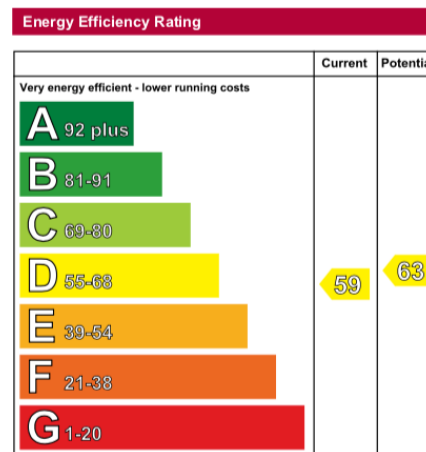 Energy Efficiency Rating
Current Potentia
Very energy efficient - lower running costs
A 92 plus
B 81-91
C 69-80
D 55-68
59
63
E 39-54
F 21-38
G 1-20